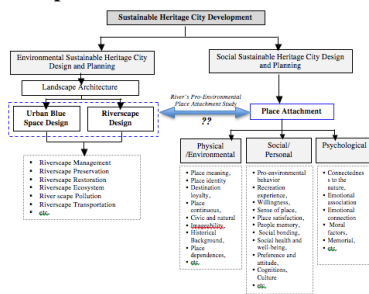 Sustainable Heritage City Development
Environmental Sustainable Heritage City
Design and Planning
Social Sustainable Heritage City Design
and Planning
Landscape Architecture
River's Pro-Environmental
Place Attachment Study
??
Urban Blue
Space Design
Riverscape
Design
Place Attachment
• Riverscape Management
• Riverscape Preservation
• Riverscape Restoration
• Riverscape Ecosystem
• River scape Pollution
• Riverscape Transportation
• etc.
Physical
/Environmental
• Place meaning,
• Place identity
• Destination
loyalty,
• Place
continuous,
• Civic and natural
• Imageability,
• Historical
Background,
• Place
dependences,
• etc.
Social/
Personal
• Pro-environmental
behavior
• Recreation
experience,
• Willingness,
• Sense of place,
• Place satisfaction,
• People memory,
• Social bonding,
• Social health and
well-being,
• Preference and
attitude,
• Cognitions,
Culture
• etc.
Psychological
• Connectednes
s to the
nature,
• Emotional
association
• Emotional
connection
• Moral
factors,
• Memorial,
• etc.